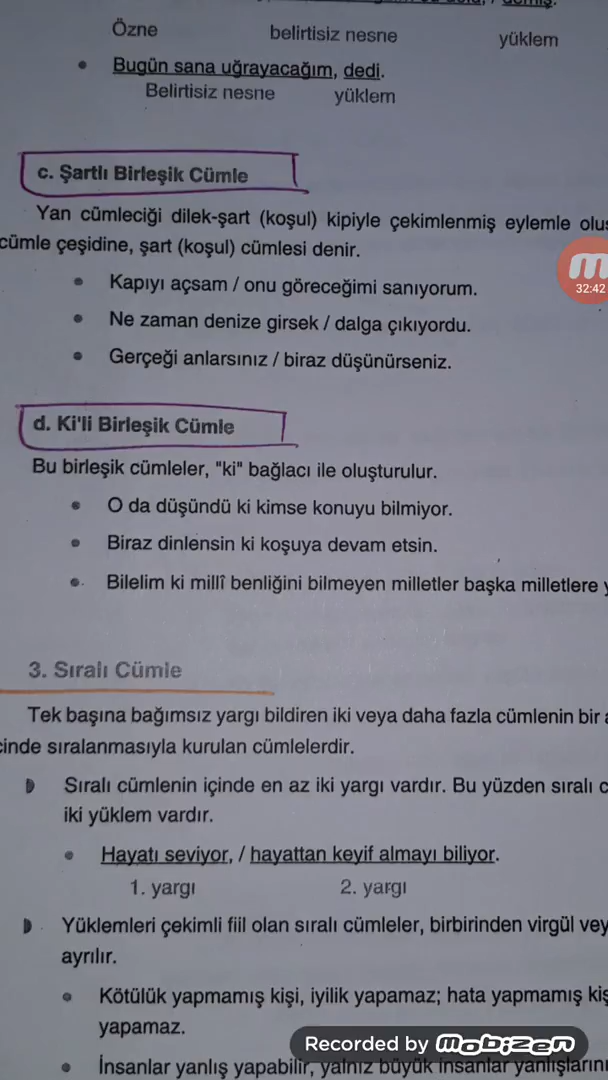 Özne belirtisiz nesne yüklem
Bugün sana uğrayacağım, dedi.
Belirtisiz nesne yüklem
c. Şartlı Birleşik Cümle
Yan cümleciği dilek-şart (koşul) kipiyle çekimlenmiş eylemle
cümle çeşidine, şart (koşul) cümlesi denir.
Kapıyı açsam / onu göreceğimi sanıyorum.
32:42
Ne zaman denize girsek / dalga çıkıyordu.
Gerçeği anlarsınız / biraz düşünürseniz.
d. Ki'li Birleşik Cümle
Bu birleşik cümleler, "ki" bağlacı ile oluşturulur.
O da düşündü ki kimse konuyu bilmiyor.
Biraz dinlensin ki koşuya devam etsin.
Bilelim ki millî benliğini bilmeyen milletler başka milletlere
3. Sıralı Cümle
Tek başına bağımsız yargı bildiren iki veya daha fazla cümlenin bir
sıralanmasıyla kurulan cümlelerdir.
Sıralı cümlenin içinde en az iki yargı vardır. Bu yüzden sıralı
iki yüklem vardır.
Hayatı seviyor, / hayattan keyif almayı biliyor.
1. yargı 2. yargı
Yüklemleri çekimli fiil olan sıralı cümleler, birbirinden virgül
ayrılır.
Kötülük yapmamış kişi, iyilik yapamaz; hata yapmamış
yapamaz.
Recorded by mobizen
İnsanlar yanlış yapabilir, yalnız büyük insanlar